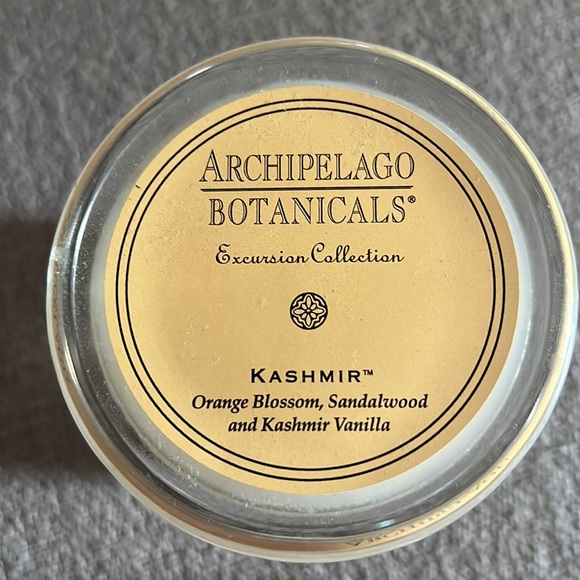 ARCHIPELAGO
BOTANICALS®
Excursion Collection
KASHMIR™
Orange Blossom, Sandalwood
and Kashmir Vanilla